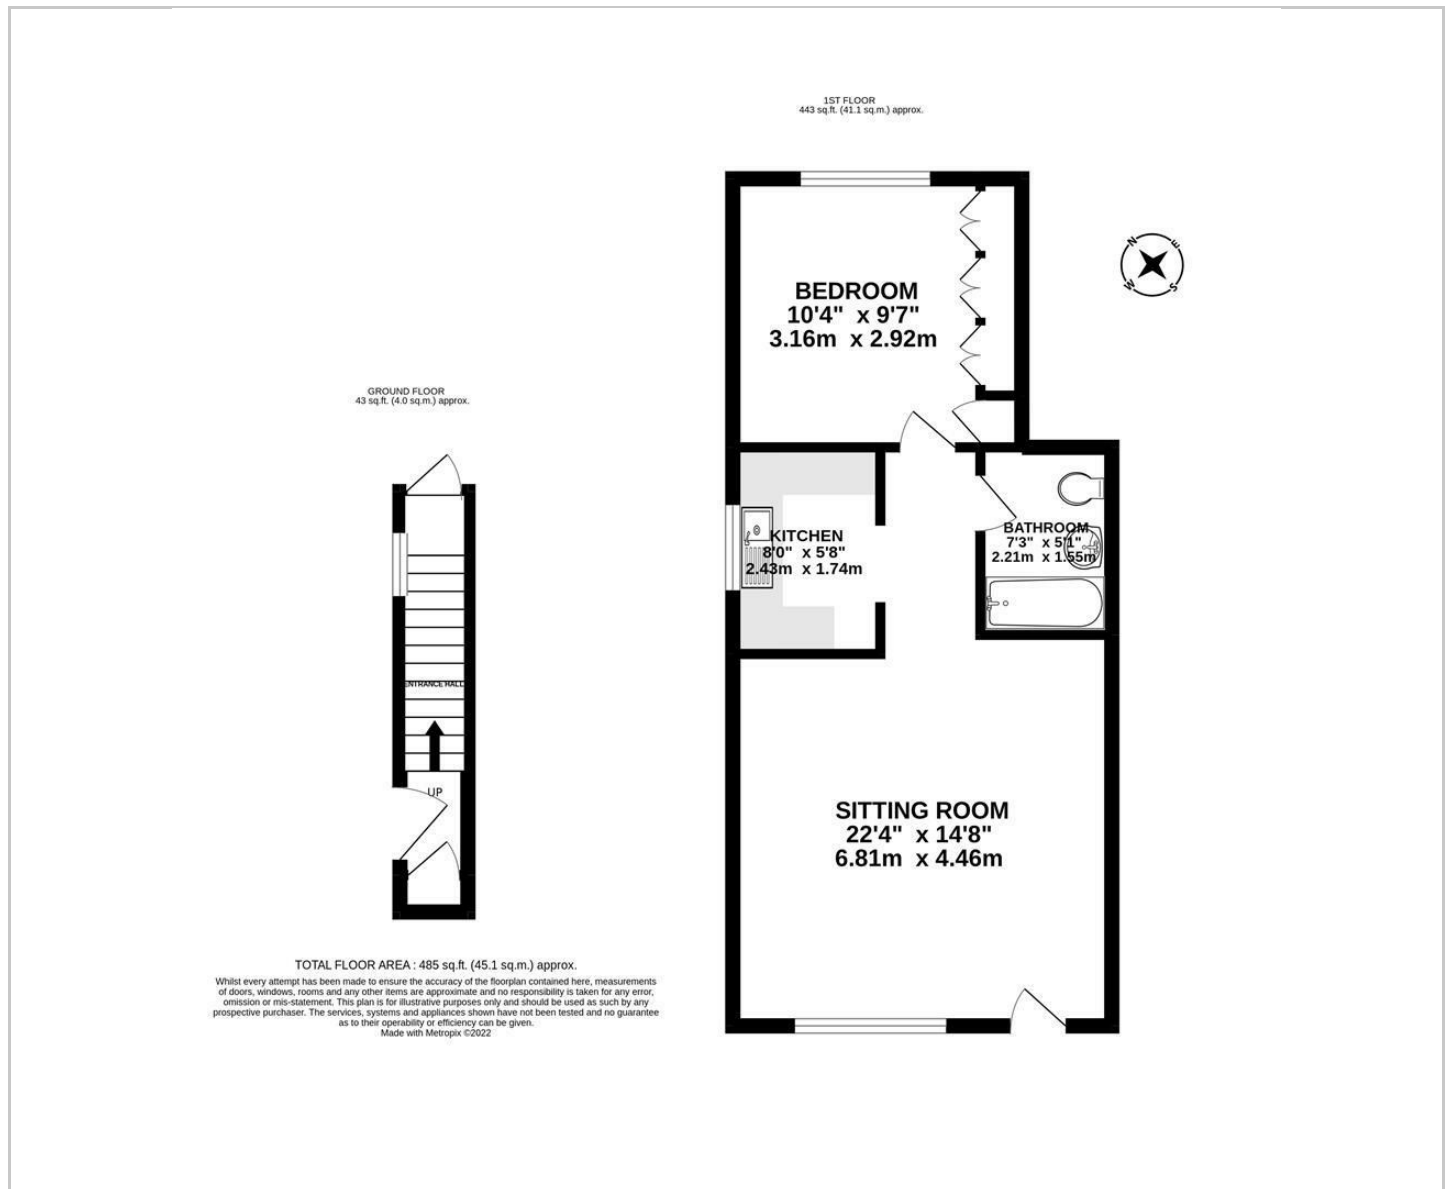 1ST FLOOR
443 sq.ft. (41.1 sq.m.) approx.
BEDROOM
10'4" x 9'7"
3.16m x 2.92m
N
E
S
W
GROUND FLOOR
43 sq.ft. (4.0 sq.m.) approx.
KITCHEN
8'0" x 5'8"
2.43m x 1.74m
BATHROOM
7'3" x 5'1"
2.21m x 1.55m
ENTRANCE HALL
UP
SITTING ROOM
22'4" x 14'8"
6.81m x 4.46m
TOTAL FLOOR AREA : 485 sq.ft. (45.1 sq.m.) approx.
Whilst every attempt has been made to ensure the accuracy of the floorplan contained here, measurements
of doors, windows, rooms and any other items are approximate and no responsibility is taken for any error,
omission or mis-statement. This plan is for illustrative purposes only and should be used as such by any
prospective purchaser. The services, systems and appliances shown have not been tested and no guarantee
as to their operability or efficiency can be given.
Made with Metropix ©2022